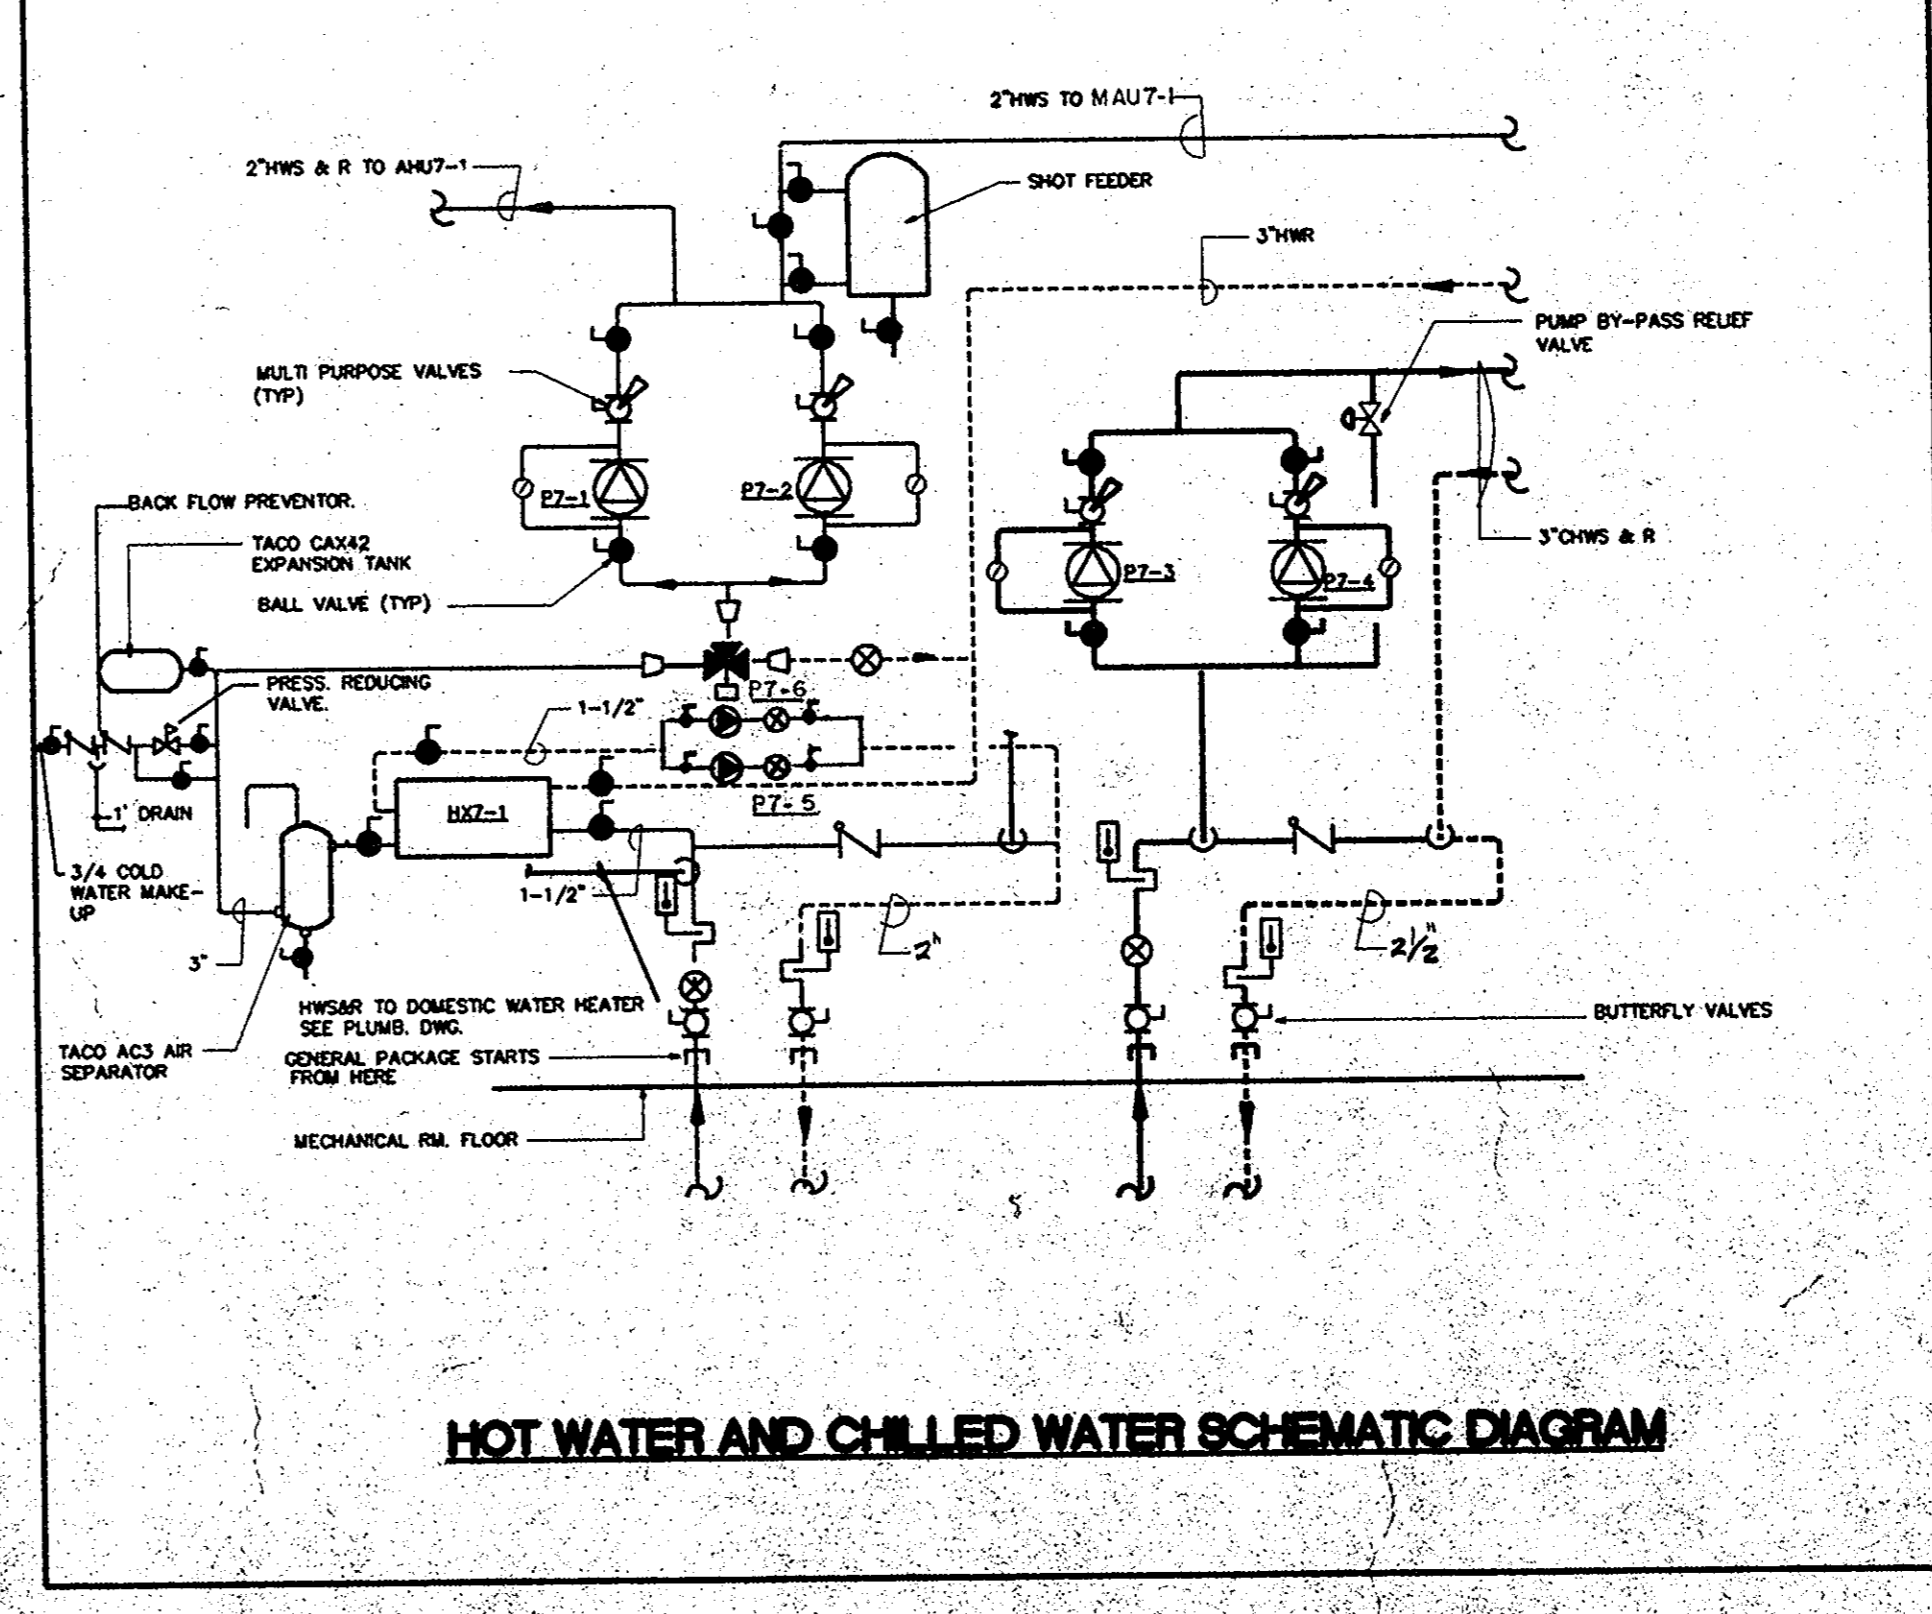 2"HWS TO MAU7-1
2"HWS & R TO AHU7-1
SHOT FEEDER
3"HWR
PUMP BY-PASS RELIEF
VALVE
MULTI PURPOSE VALVES
(TYP)
P7-1
P7-2
BACK FLOW PREVENTOR.
3"CHWS & R
TACO CAX42
EXPANSION TANK
P7-3
P7-4
BALL VALVE (TYP)
PRESS. REDUCING
VALVE.
P7-6
1-1/2"
1' DRAIN
HX7-1
P7-5
3/4 COLD
WATER MAKE-
UP
1-1/2"
2"
2 1/2"
3"
HWS&R TO DOMESTIC WATER HEATER
SEE PLUMB. DWG.
BUTTERFLY VALVES
TACO AC3 AIR
SEPARATOR
GENERAL PACKAGE STARTS
FROM HERE
MECHANICAL RM. FLOOR
HOT WATER AND CHILLED WATER SCHEMATIC DIAGRAM